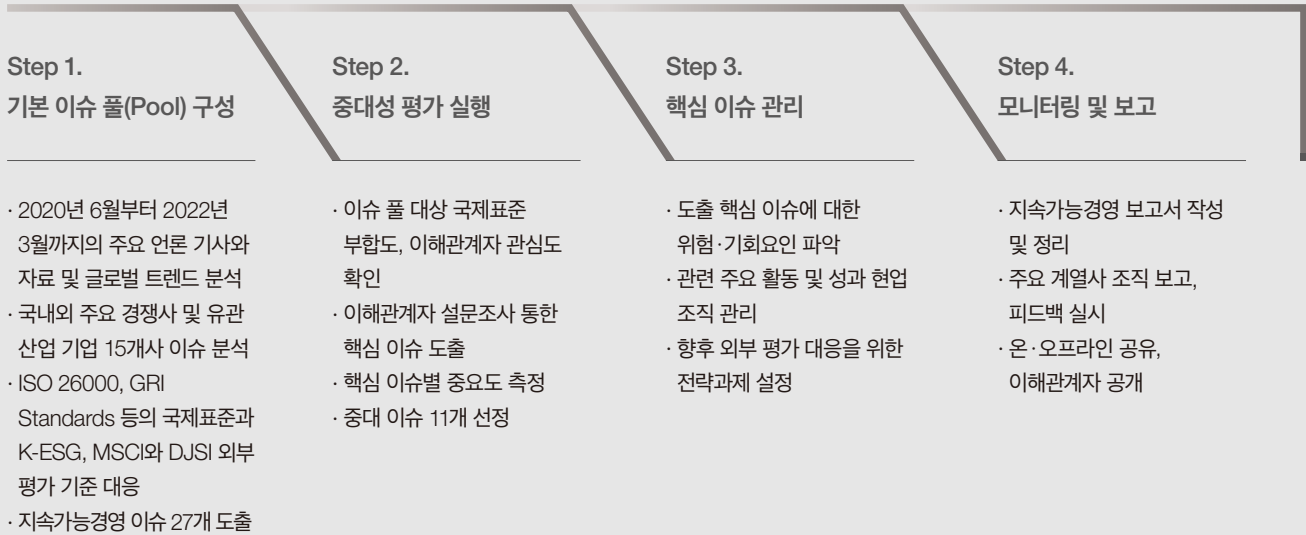 Step 1.
기본 이슈 풀(Pool) 구성
· 2020년 6월부터 2022년
3월까지의 주요 언론 기사와
자료 및 글로벌 트렌드 분석
· 국내외 주요 경쟁사 및 유관
산업 기업 15개사 이슈 분석
· ISO 26000, GRI
Standards 등의 국제표준과
K-ESG, MSCI와 DJSI 외부
평가 기준 대응
· 지속가능경영 이슈 27개 도출
Step 2.
중대성 평가 실행
· 이슈 풀 대상 국제표준
부합도, 이해관계자 관심도
확인
· 이해관계자 설문조사 통한
핵심 이슈 도출
· 핵심 이슈별 중요도 측정
· 중대 이슈 11개 선정
Step 3.
핵심 이슈 관리
· 도출 핵심 이슈에 대한
위험·기회요인 파악
· 관련 주요 활동 및 성과 현업
조직 관리
· 향후 외부 평가 대응을 위한
전략과제 설정
Step 4.
모니터링 및 보고
· 지속가능경영 보고서 작성
및 정리
· 주요 계열사 조직 보고,
피드백 실시
· 온·오프라인 공유,
이해관계자 공개